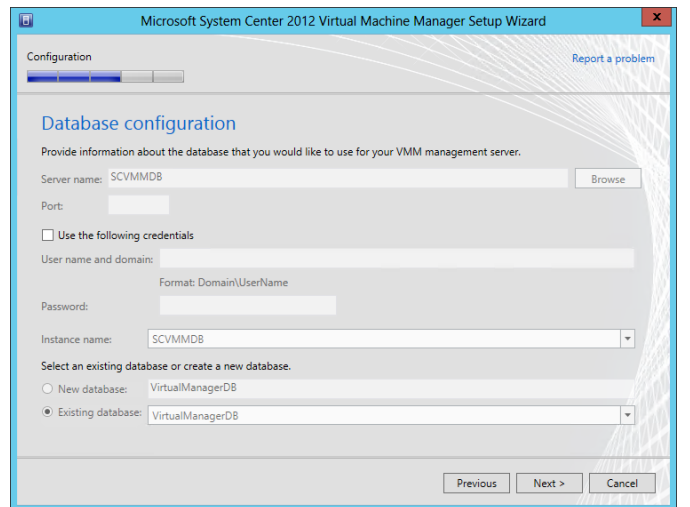 Microsoft System Center 2012 Virtual Machine Manager Setup Wizard
x
Configuration
Report a problem
Database configuration
Provide information about the database that you would like to use for your VMM management server.
Server name: SCVMMDB Browse
Port:
Use the following credentials
User name and domain:
Format: Domain\UserName
Password:
Instance name: SCVMMDB
Select an existing database or create a new database.
New database: VirtualManagerDB
Existing database: VirtualManagerDB
Previous Next > Cancel